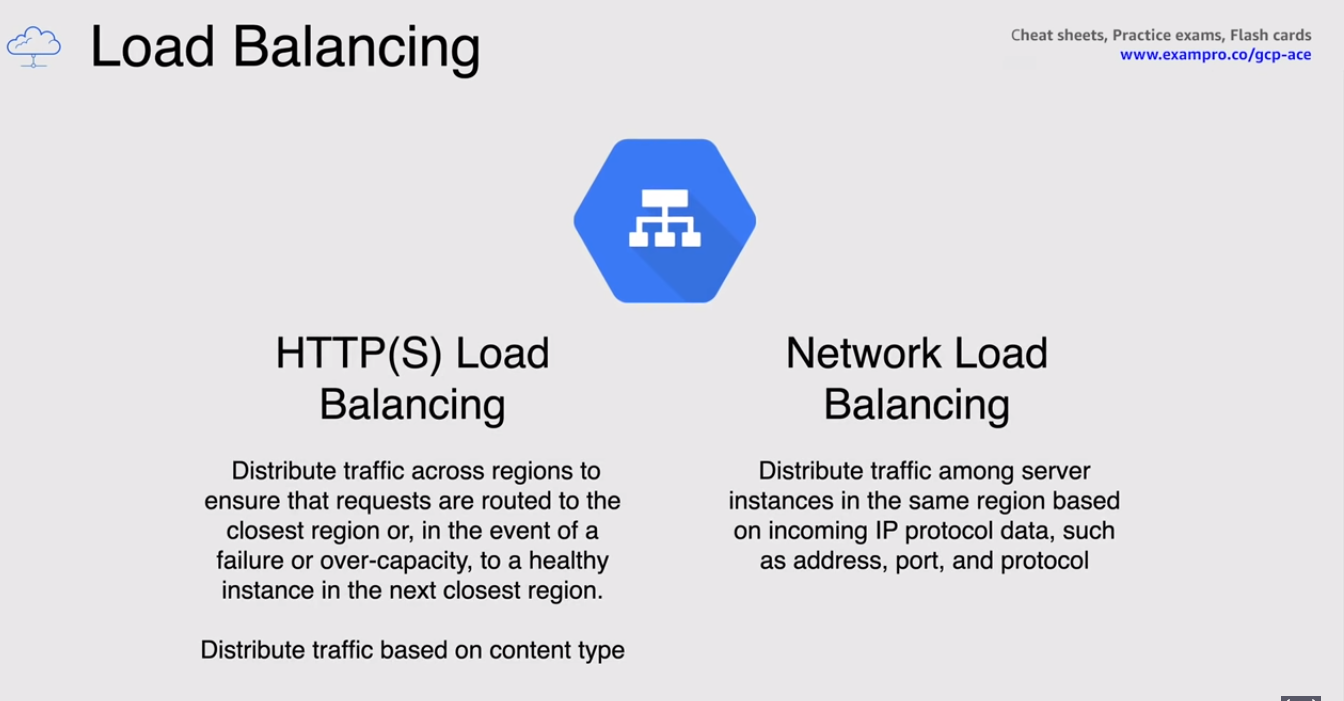 Load Balancing
Cheat sheets, Practice exams, Flash cards
www.exampro.co/gcp-ace
HTTP(S) Load
Balancing
Distribute traffic across regions to
ensure that requests are routed to the
closest region or, in the event of a
failure or over-capacity, to a healthy
instance in the next closest region.
Distribute traffic based on content type
Network Load
Balancing
Distribute traffic among server
instances in the same region based
on incoming IP protocol data, such
as address, port, and protocol